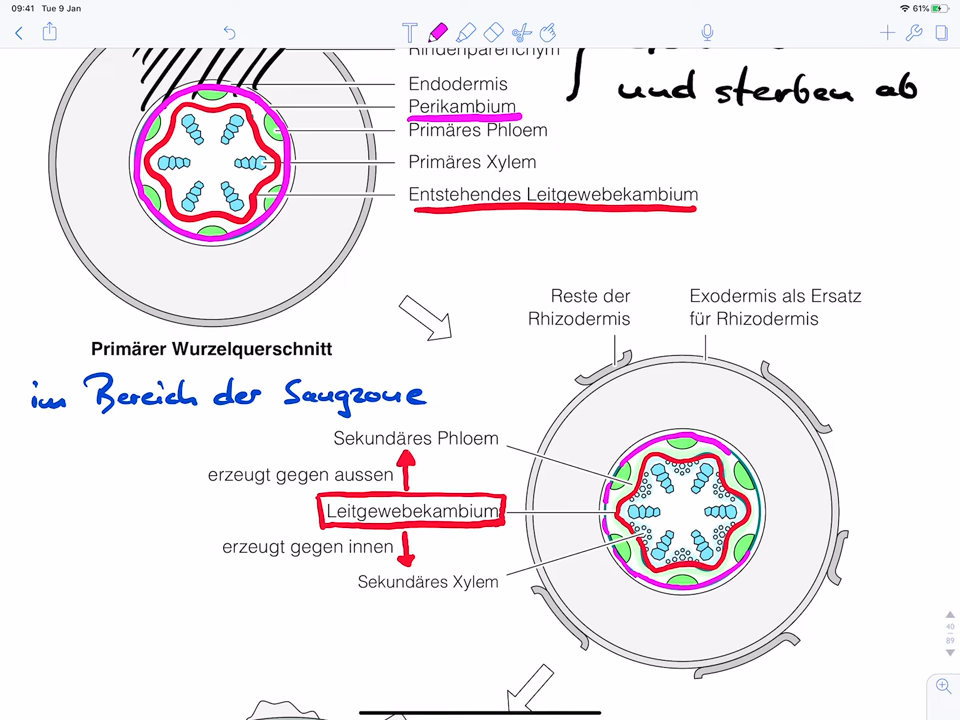 09:41 Tue 9 Jan
61%
T
Rindenparenchym
Endodermis
Perikambium
Primäres Phloem
Primäres Xylem
Entstehendes Leitgewebekambium
und sterben ab
Primärer Wurzelquerschnitt
im Bereich der Saugzone
Reste der
Rhizodermis
Exodermis als Ersatz
für Rhizodermis
Sekundäres Phloem
erzeugt gegen aussen
Leitgewebekambium
erzeugt gegen innen
Sekundäres Xylem
40
89